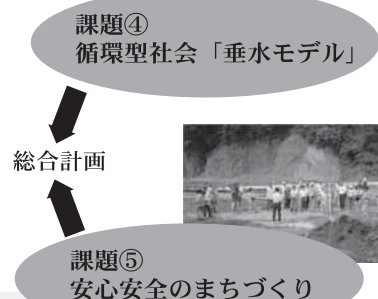 課題④
循環型社会「垂水モデル」
総合計画
課題⑤
安心安全のまちづくり